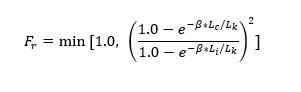 F_r = min [1.0, ((1.0 − e^{−β∗L_c/L_k}) / (1.0 − e^{−β∗L_i/L_k}))^2 ]